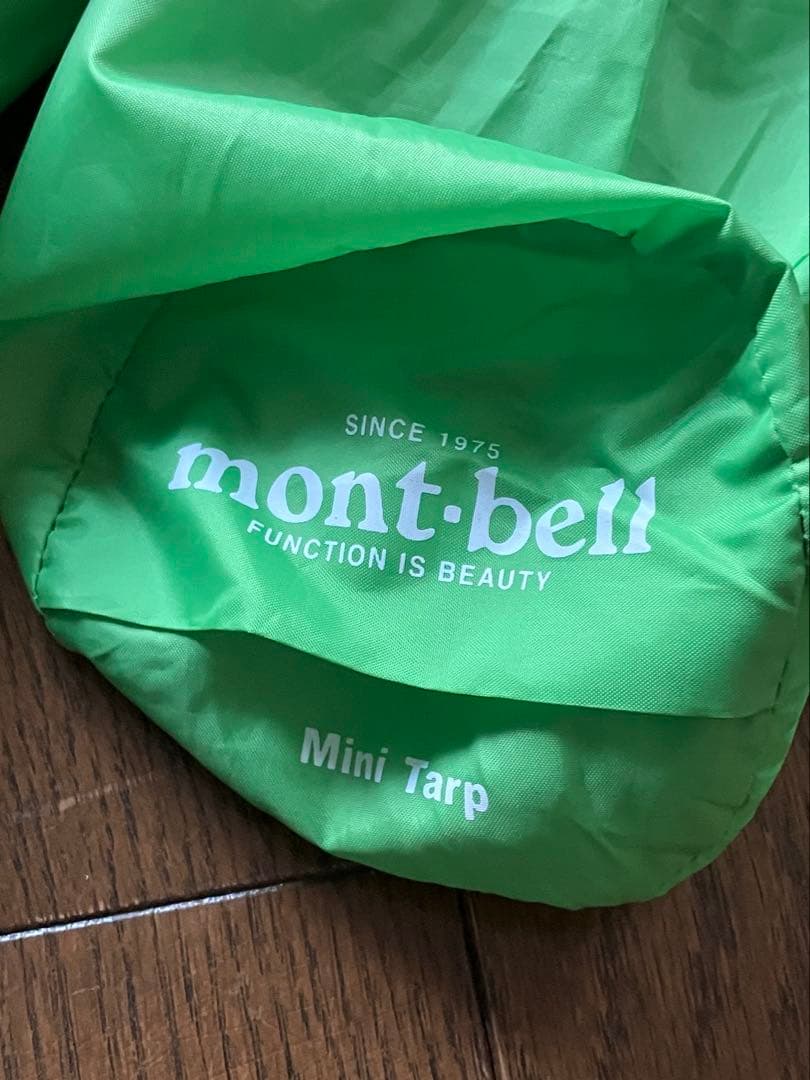 SINCE 1975
mont·bell
FUNCTION IS BEAUTY
Mini Tarp